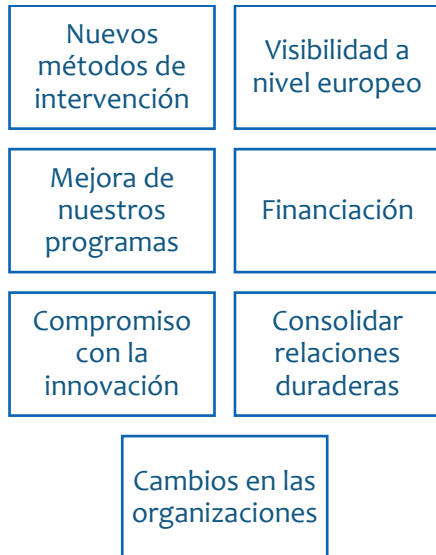 Nuevos
métodos de
intervención
Visibilidad a
nivel europeo
Mejora de
nuestros
programas
Financiación
Compromiso
con la
innovación
Consolidar
relaciones
duraderas
Cambios en las
organizaciones